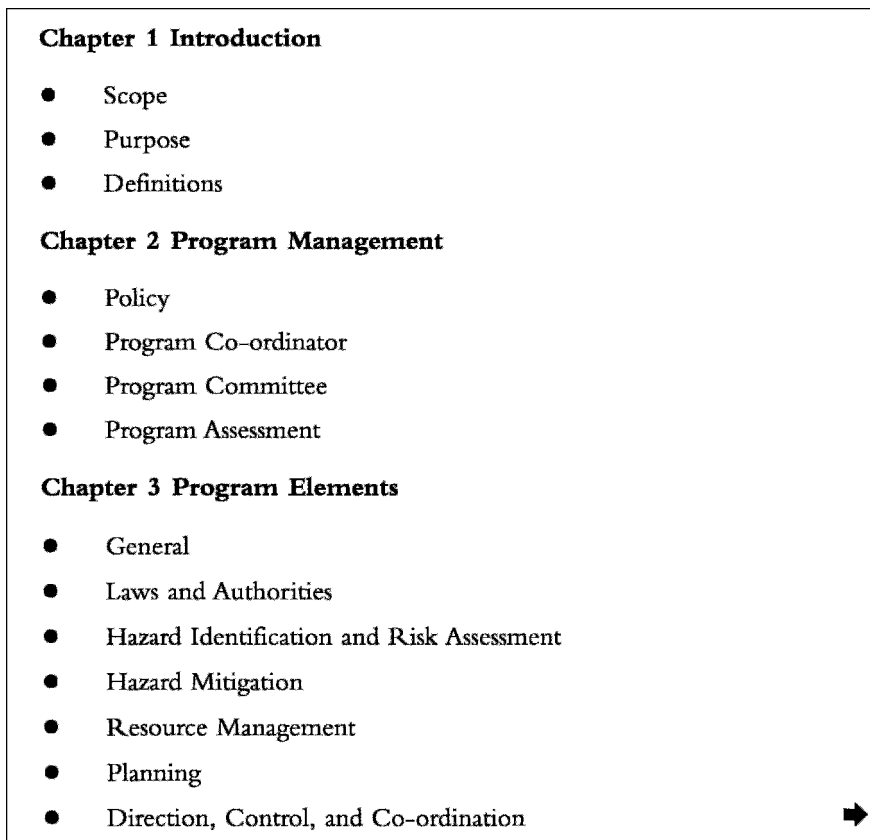 Chapter 1 Introduction
● Scope
● Purpose
● Definitions
Chapter 2 Program Management
● Policy
● Program Co-ordinator
● Program Committee
● Program Assessment
Chapter 3 Program Elements
● General
● Laws and Authorities
● Hazard Identification and Risk Assessment
● Hazard Mitigation
● Resource Management
● Planning
● Direction, Control, and Co-ordination